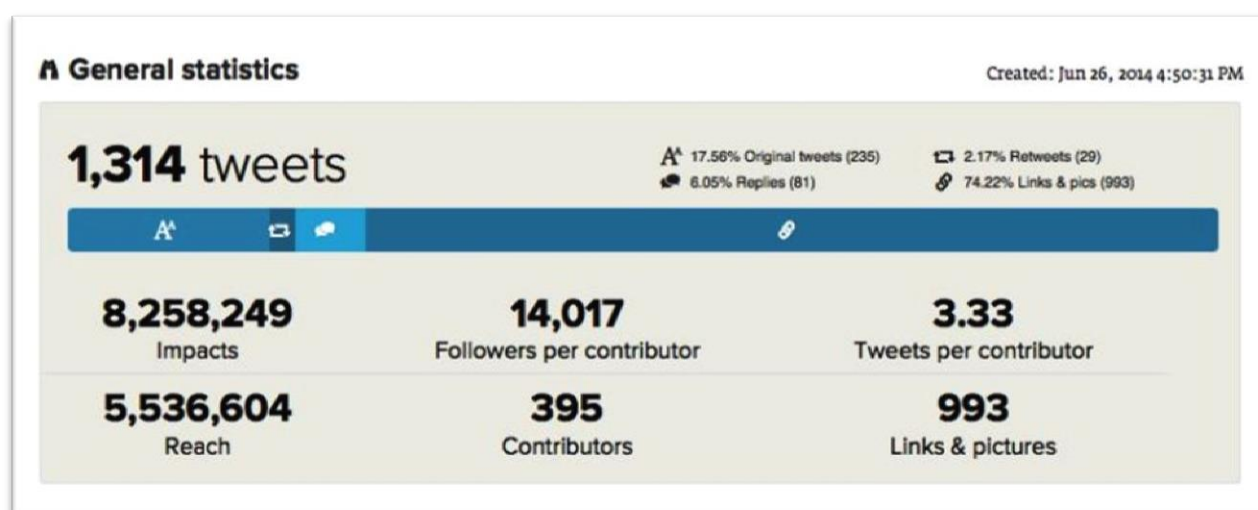 General statistics
Created: Jun 26, 2014 4:50:31 PM
1,314 tweets
17.56% Original tweets (235)
2.17% Retweets (29)
6.05% Replies (81)
74.22% Links & pics (993)
8,258,249
Impacts
14,017
Followers per contributor
3.33
Tweets per contributor
5,536,604
Reach
395
Contributors
993
Links & pictures